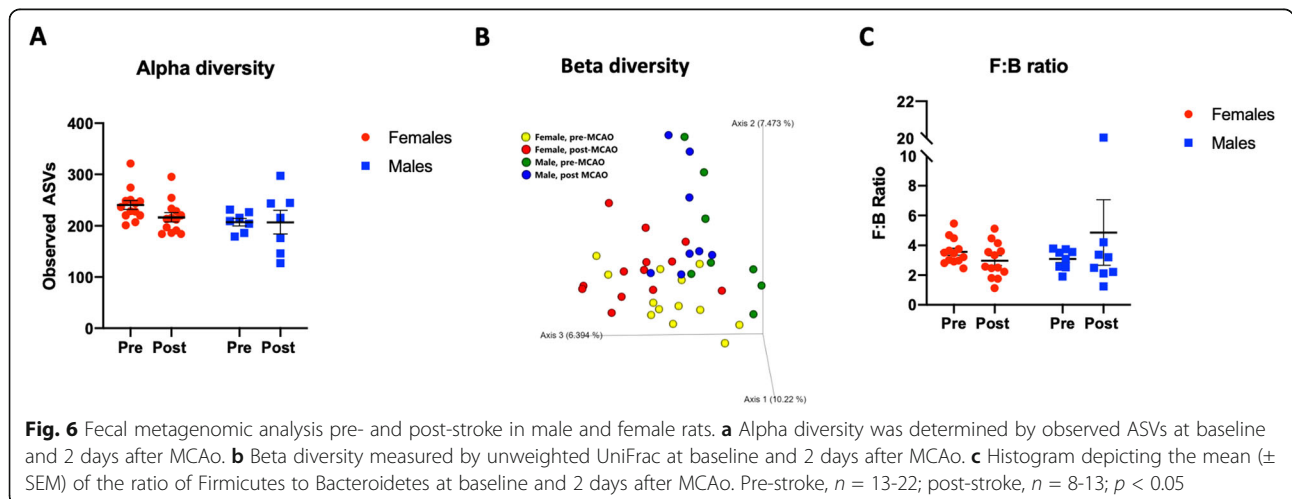 A
Alpha diversity
Observed ASVs
400
300
200
100
0
Pre Post Pre Post
Females
Males
B
Beta diversity
Female, pre-MCAO
Female, post-MCAO
Male, pre-MCAO
Male, post MCAO
Axis 2 (7.473 %)
Axis 3 (6.394 %)
Axis 1 (10.22 %)
C
F:B ratio
F:B Ratio
22
20
10
8
6
4
2
0
Pre Post Pre Post
Females
Males
Fig. 6 Fecal metagenomic analysis pre- and post-stroke in male and female rats. a Alpha diversity was determined by observed ASVs at baseline
and 2 days after MCAo. b Beta diversity measured by unweighted UniFrac at baseline and 2 days after MCAo. c Histogram depicting the mean (±
SEM) of the ratio of Firmicutes to Bacteroidetes at baseline and 2 days after MCAo. Pre-stroke, n = 13-22; post-stroke, n = 8-13; p < 0.05